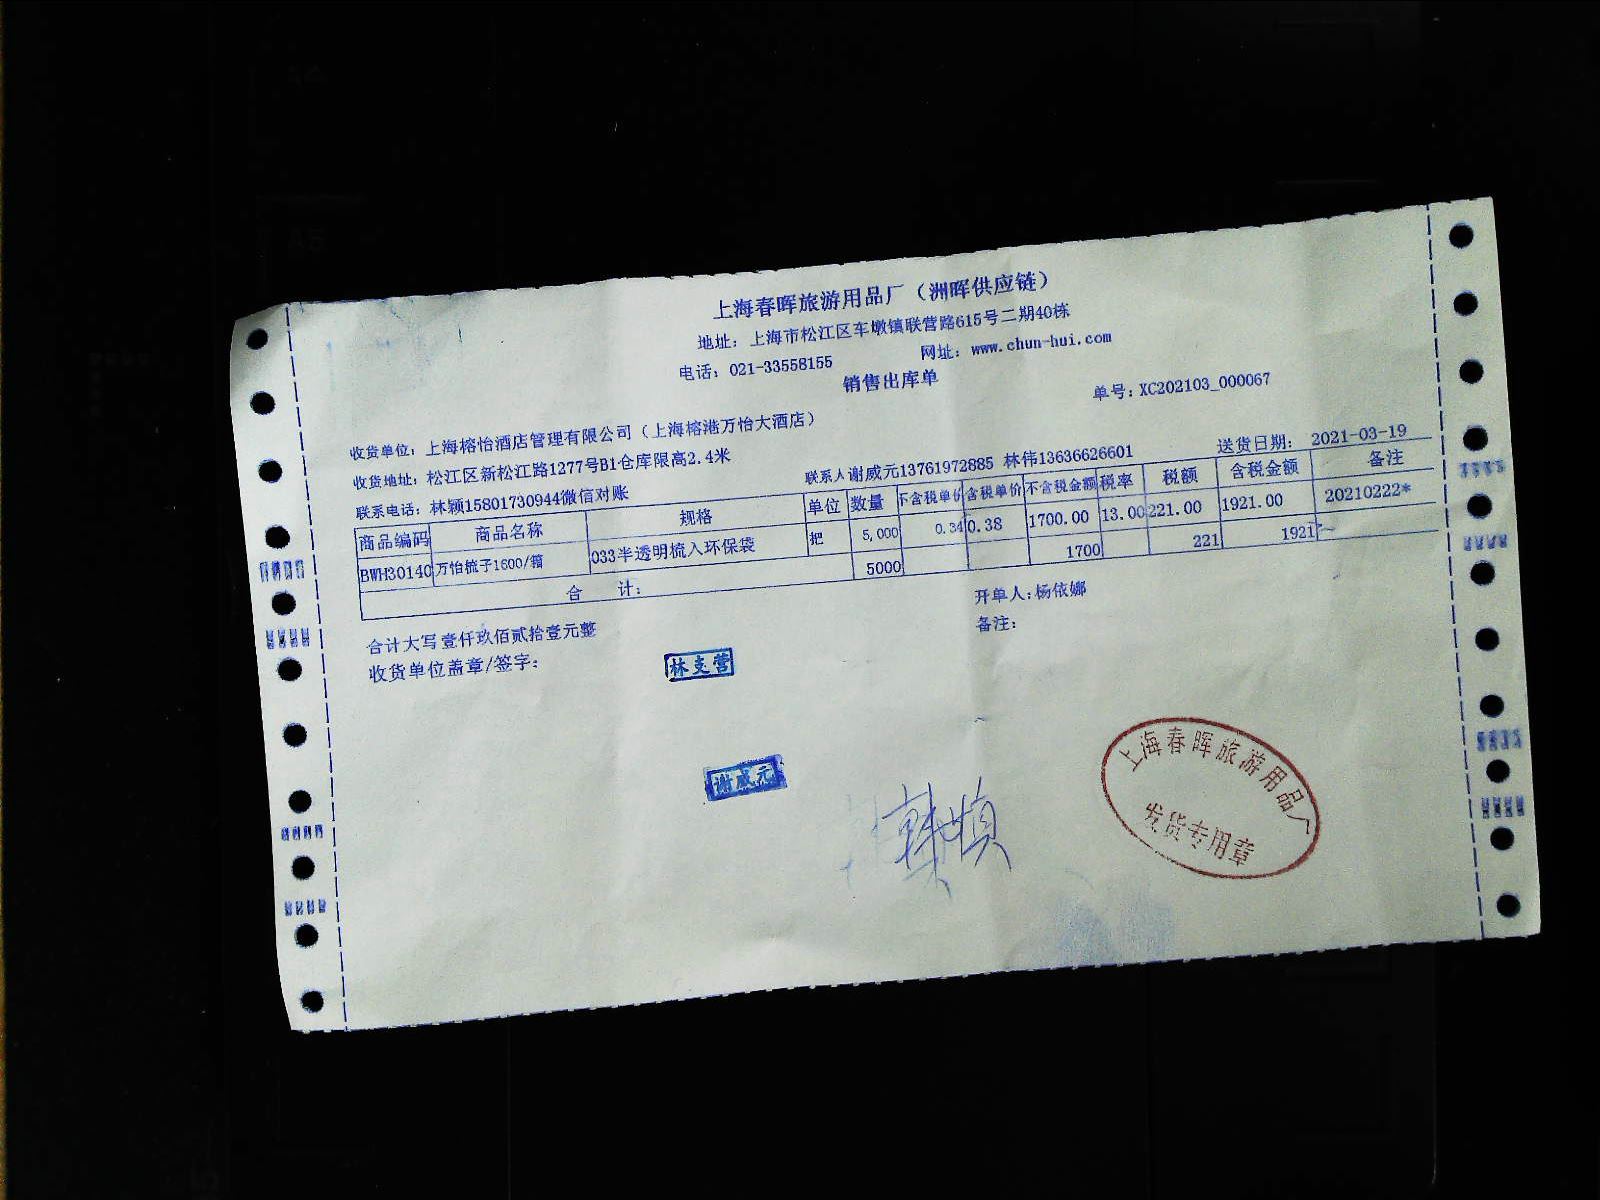 上海春晖旅游用品厂（洲晖供应链）
地址：上海市松江区车墩镇联营路615号二期40栋
电话：021-33558155 网址：www.chun-hui.com
销售出库单
单号：XC202103_000067
收货单位：上海榕怡酒店管理有限公司（上海榕港万怡大酒店）
收货地址：松江区新松江路1277号B1仓库限高2.4米 联系人谢威元13761972885 林伟13636626601 送货日期：2021-03-19
联系电话：林颖15801730944微信对账
商品编码 商品名称 规格 单位 数量 不含税单价 含税单价 不含税金额 税率 税额 含税金额 备注
BWH30140 万怡梳子1600/箱 033半透明梳入环保袋 把 5,000 0.34 0.38 1700.00 13.00 221.00 1921.00 20210222*
合 计： 5000 1700 221 1921
合计大写 壹仟玖佰贰拾壹元整 开单人：杨依娜
收货单位盖章/签字： 备注：
林支营
谢威元
上海春晖旅游用品厂
发货专用章